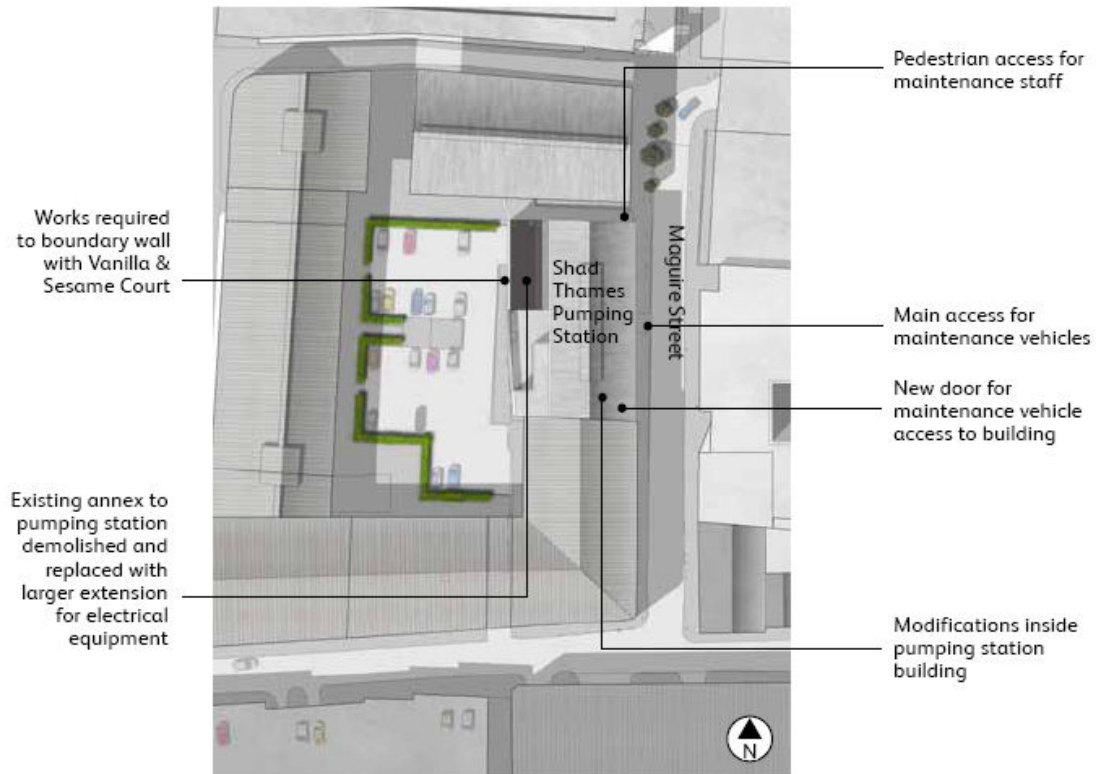 Pedestrian access for
maintenance staff
Works required
to boundary wall
with Vanilla &
Sesame Court
Shad
Thames
Pumping
Station
Maguire Street
Main access for
maintenance vehicles
New door for
maintenance vehicle
access to building
Existing annex to
pumping station
demolished and
replaced with
larger extension
for electrical
equipment
Modifications inside
pumping station
building
N